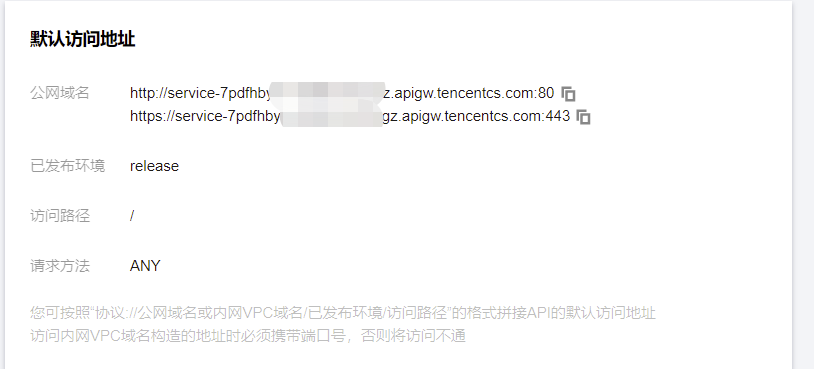 默认访问地址
公网域名 http://service-7pdfhby gz.apigw.tencentcs.com:80
https://service-7pdfhby gz.apigw.tencentcs.com:443
已发布环境 release
访问路径 /
请求方法 ANY
您可按照“协议://公网域名或内网VPC域名/已发布环境/访问路径”的格式拼接API的默认访问地址
访问内网VPC域名构造的地址时必须携带端口号，否则将访问不通